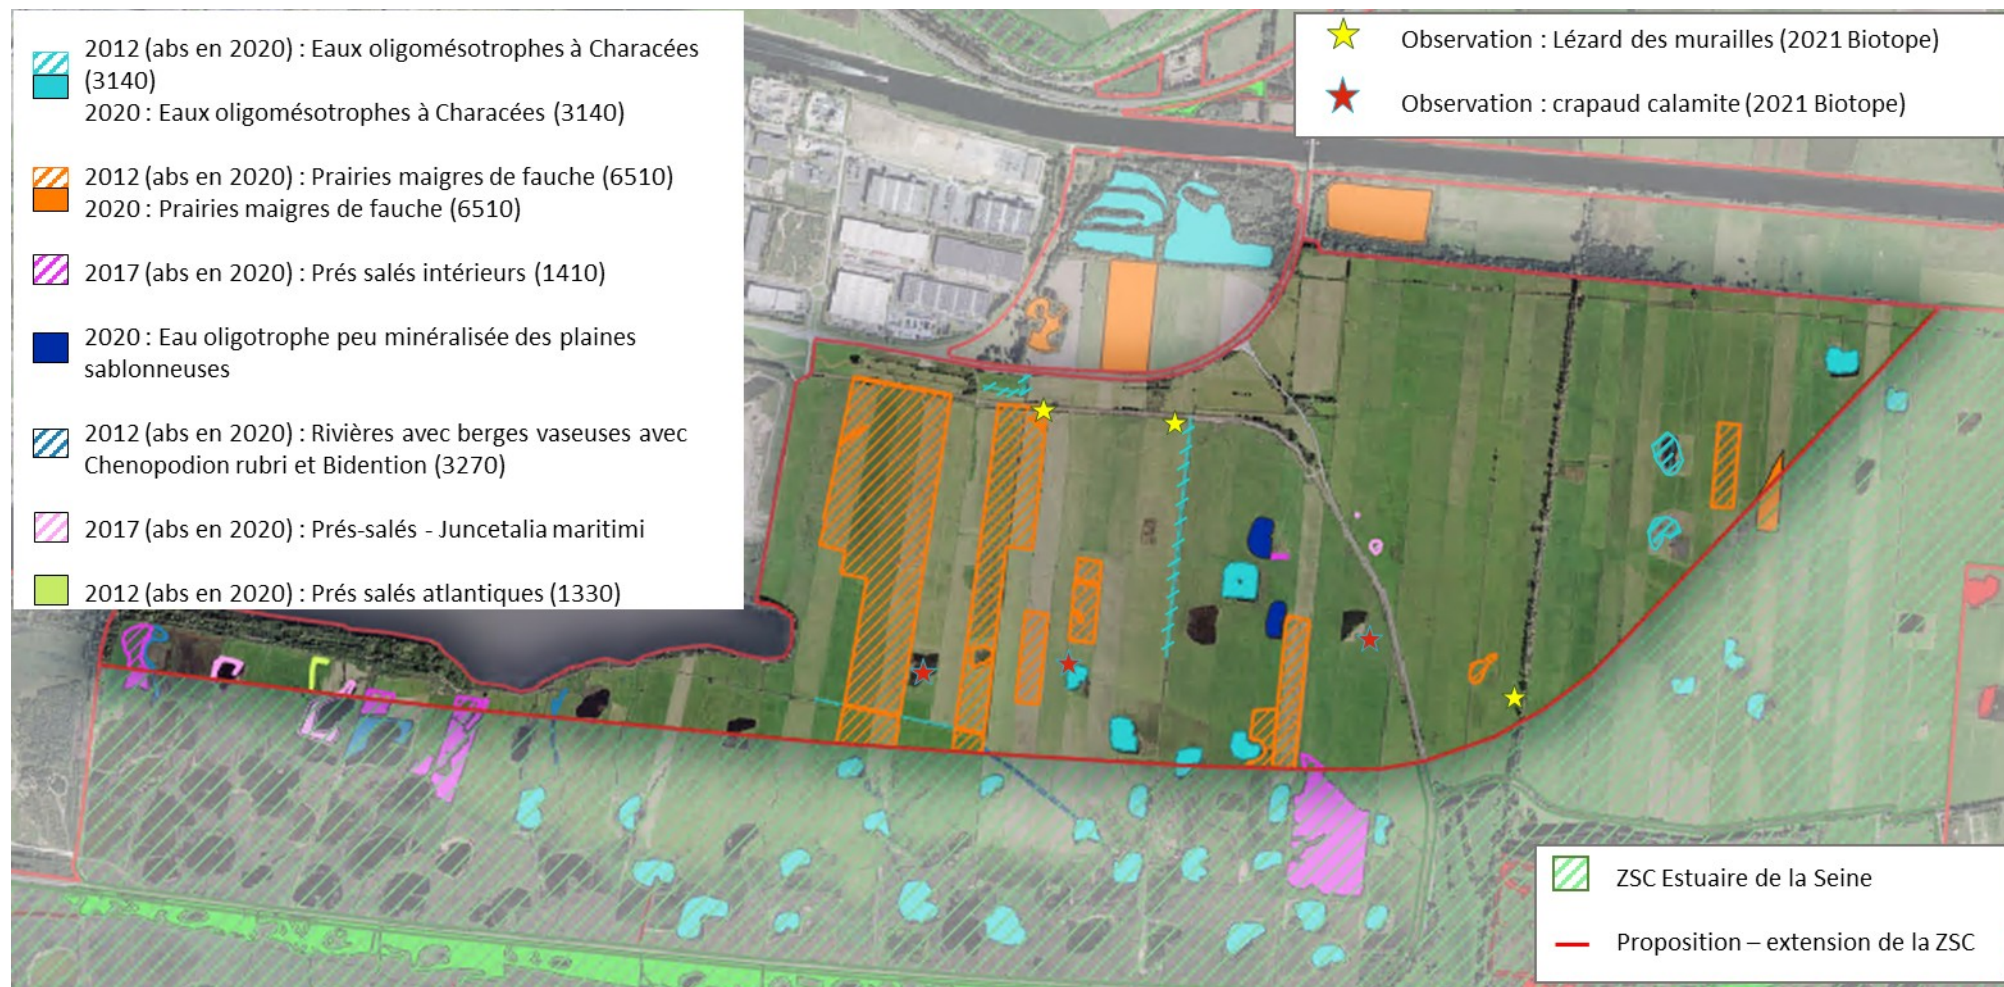 2012 (abs en 2020) : Eaux oligomésotrophes à Characées
(3140)
2020 : Eaux oligomésotrophes à Characées (3140)
2012 (abs en 2020) : Prairies maigres de fauche (6510)
2020 : Prairies maigres de fauche (6510)
2017 (abs en 2020) : Prés salés intérieurs (1410)
2020 : Eau oligotrophe peu minéralisée des plaines
sablonneuses
2012 (abs en 2020) : Rivières avec berges vaseuses avec
Chenopodion rubri et Bidention (3270)
2017 (abs en 2020) : Prés-salés - Juncetalia maritimi
2012 (abs en 2020) : Prés salés atlantiques (1330)
Observation : Lézard des murailles (2021 Biotope)
Observation : crapaud calamite (2021 Biotope)
ZSC Estuaire de la Seine
Proposition – extension de la ZSC